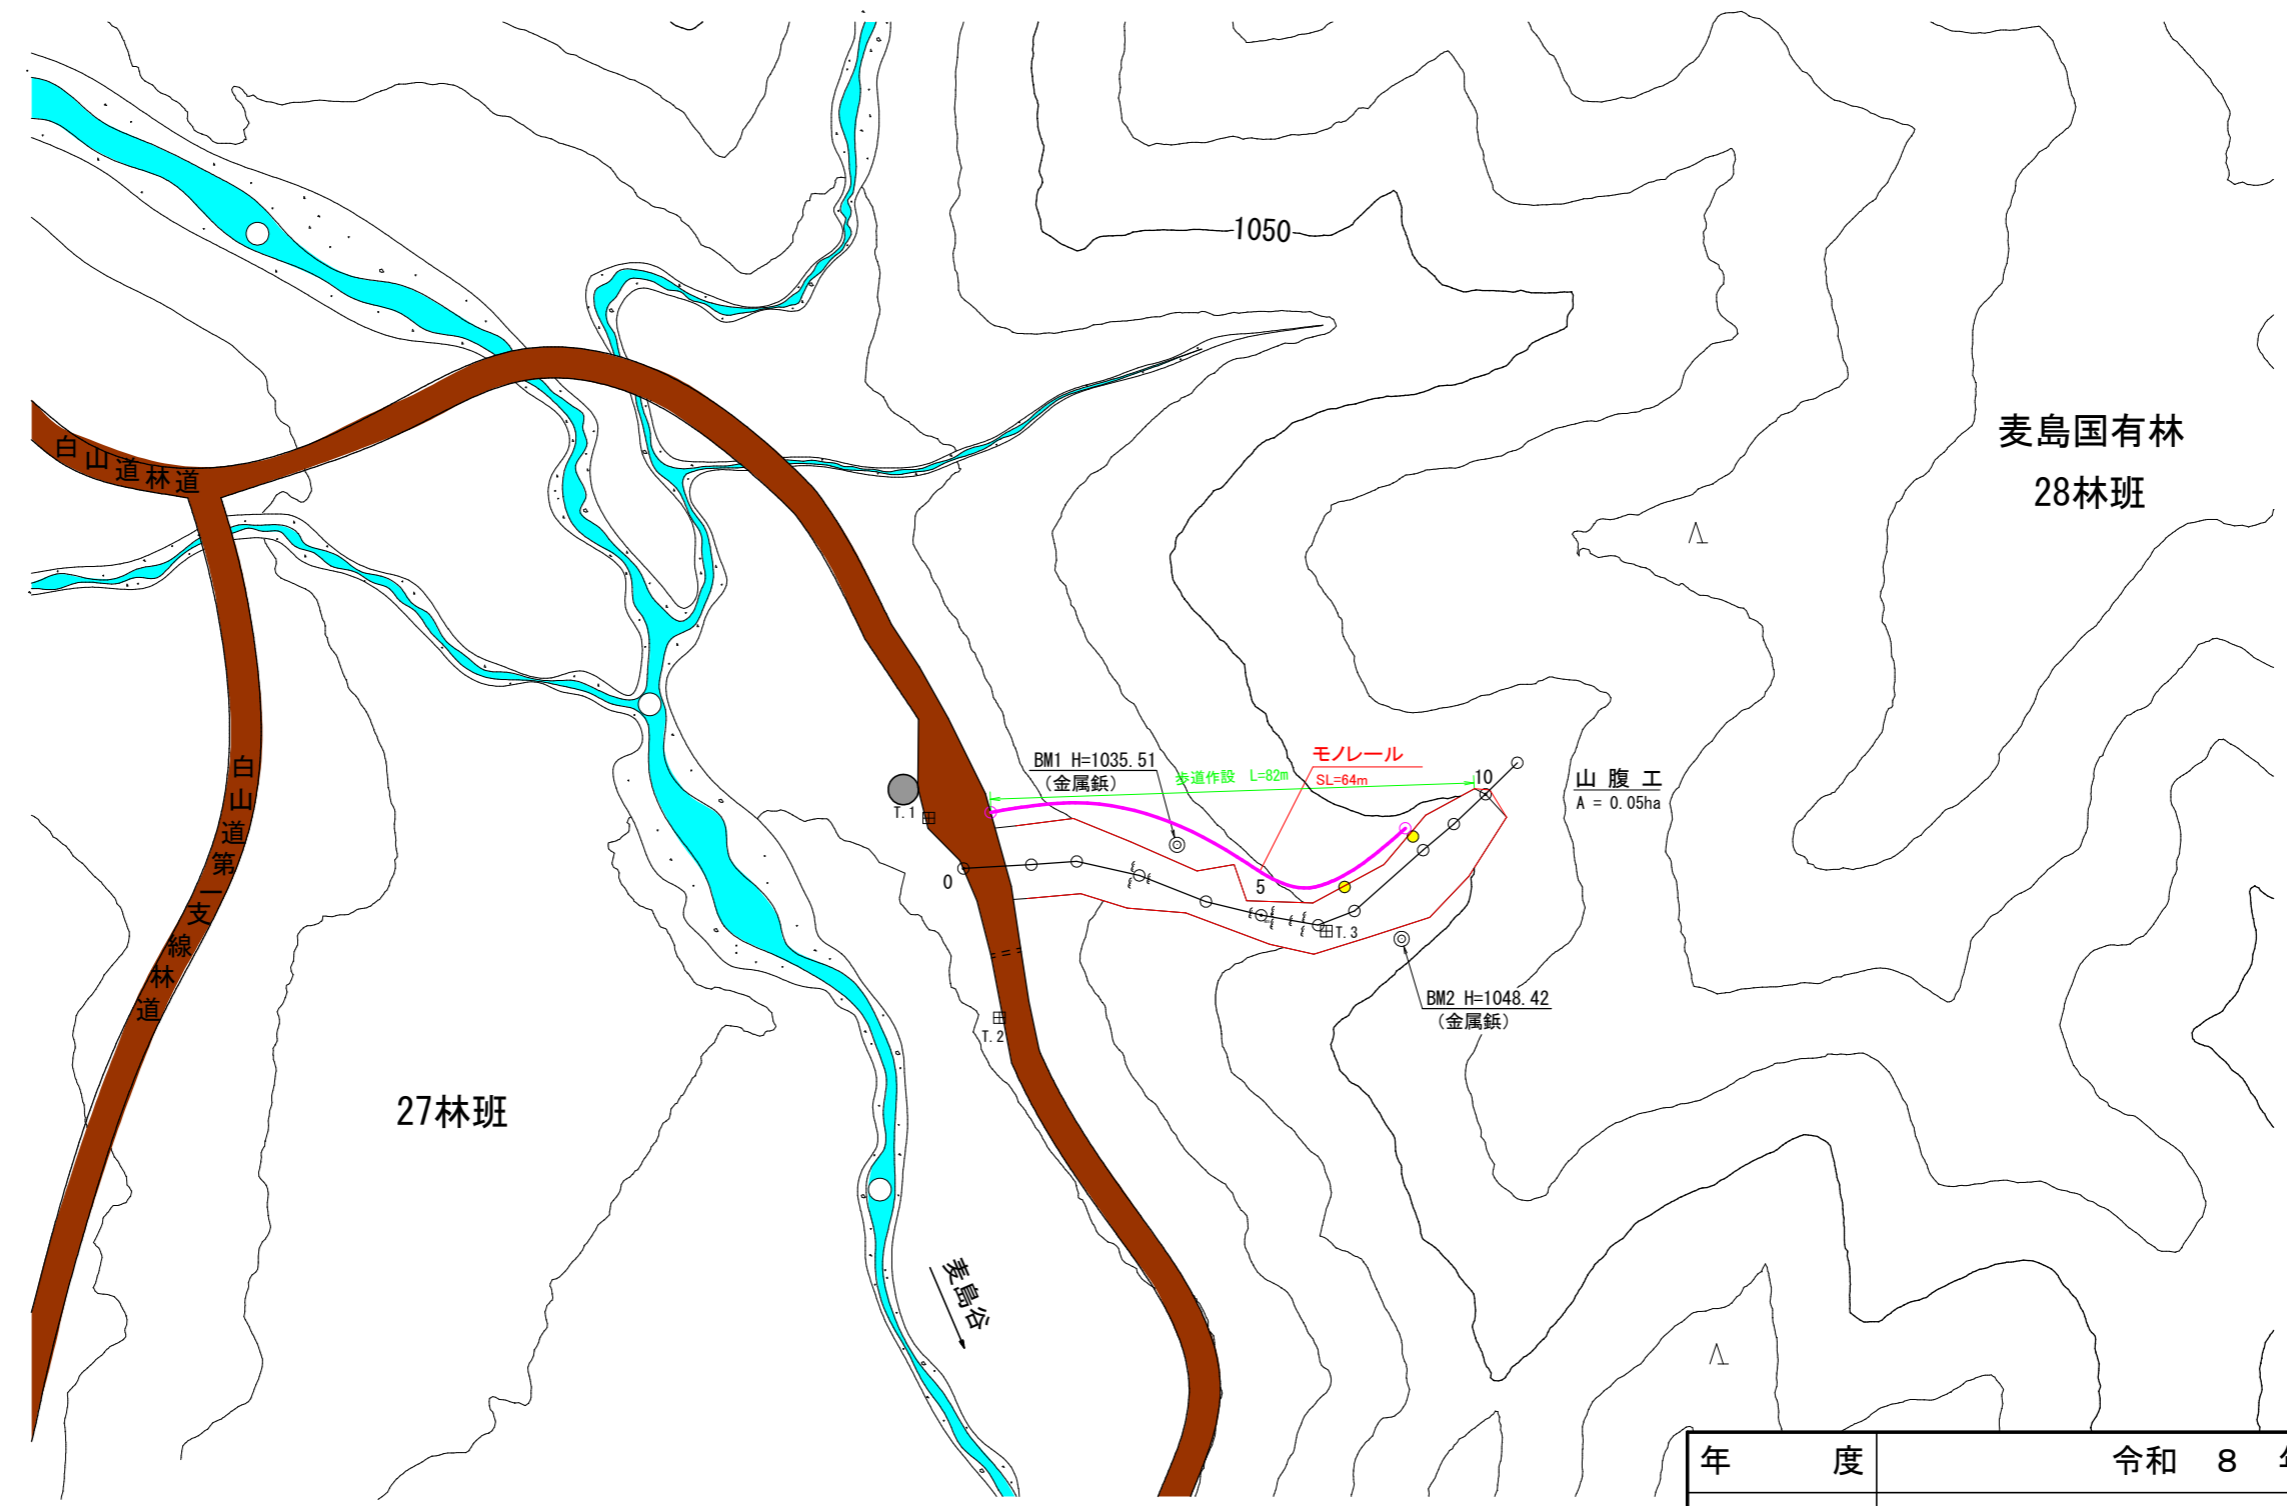 1050
麦島国有林
28林班
白山道林道
BM1 H=1035.51
(金属鋲)
歩道作設 L=82m
モノレール
SL=64m
10
山腹工
A = 0.05ha
T.1
0
5
T.3
白山道第一支線林道
BM2 H=1048.42
(金属鋲)
T.2
27林班
麦島谷
年度
令和 8